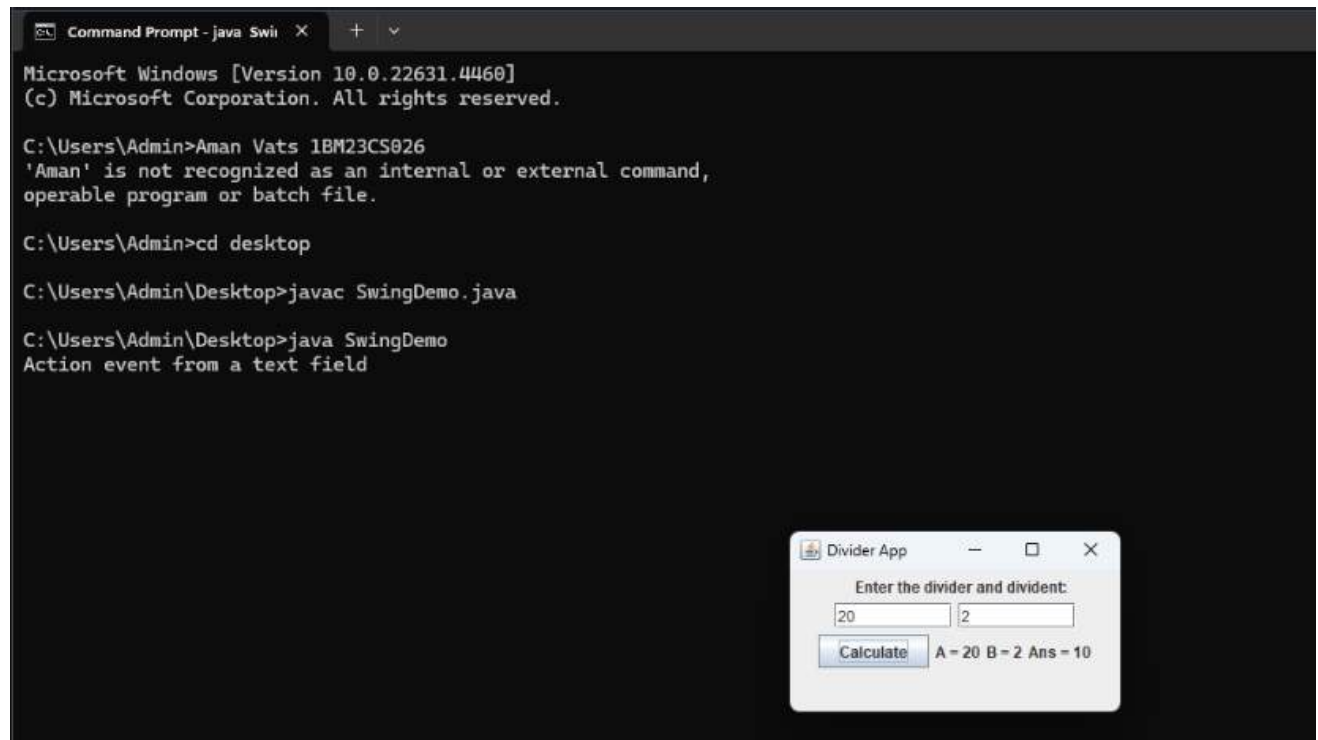 Command Prompt - java Swi
Microsoft Windows [Version 10.0.22631.4460]
(c) Microsoft Corporation. All rights reserved.
C:\Users\Admin>Aman Vats 1BM23CS026
'Aman' is not recognized as an internal or external command,
operable program or batch file.
C:\Users\Admin>cd desktop
C:\Users\Admin\Desktop>javac SwingDemo.java
C:\Users\Admin\Desktop>java SwingDemo
Action event from a text field
Divider App
Enter the divider and divident:
20 2
Calculate A = 20 B = 2 Ans = 10